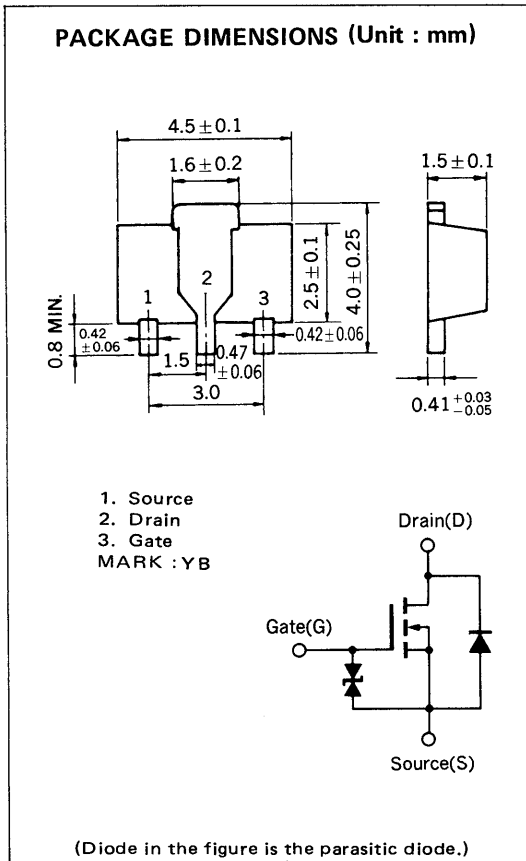 PACKAGE DIMENSIONS (Unit : mm)
4.5±0.1
1.6±0.2
1.5±0.1
2
1
3
2.5±0.1
4.0±0.25
0.8 MIN.
0.42
±0.06
0.42±0.06
1.5
0.47
±0.06
3.0
0.41 +0.03
−0.05
1. Source
2. Drain
3. Gate
MARK : YB
Drain(D)
Gate(G)
Source(S)
(Diode in the figure is the parasitic diode.)